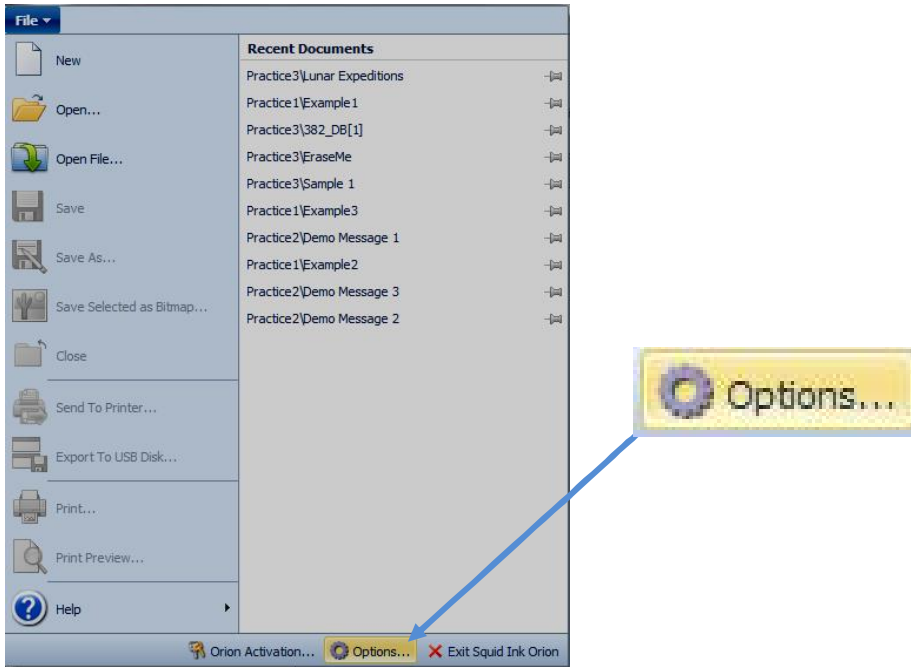 File
New
Open...
Open File...
Save
Save As...
Save Selected as Bitmap...
Close
Send To Printer...
Export To USB Disk...
Print...
Print Preview...
Help
Recent Documents
Practice3\Lunar Expeditions
Practice1\Example1
Practice3\382_DB[1]
Practice3\EraseMe
Practice3\Sample 1
Practice1\Example3
Practice2\Demo Message 1
Practice1\Example2
Practice2\Demo Message 3
Practice2\Demo Message 2
Orion Activation... Options... Exit Squid Ink Orion
Options...